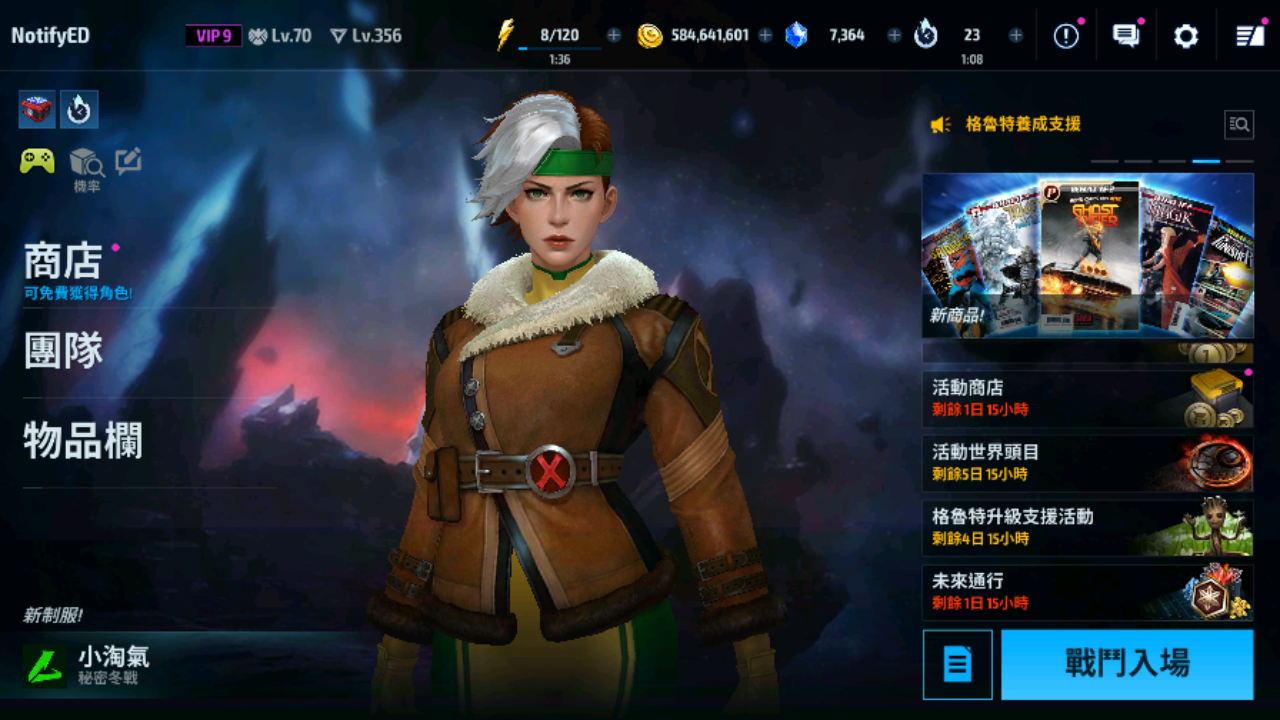 NotifyED
VIP 9
Lv.70
Lv.356
8/120
1:36
584,641,601
7,364
23
1:08
機率
商店
可免費獲得角色!
團隊
物品欄
新制服!
小淘氣
秘密冬戰
格魯特養成支援
GHOST RIDER
PUNISHER
新商品!
活動商店
剩餘1日 15小時
活動世界頭目
剩餘5日 15小時
格魯特升級支援活動
剩餘4日 15小時
未來通行
剩餘1日 15小時
戰鬥入場